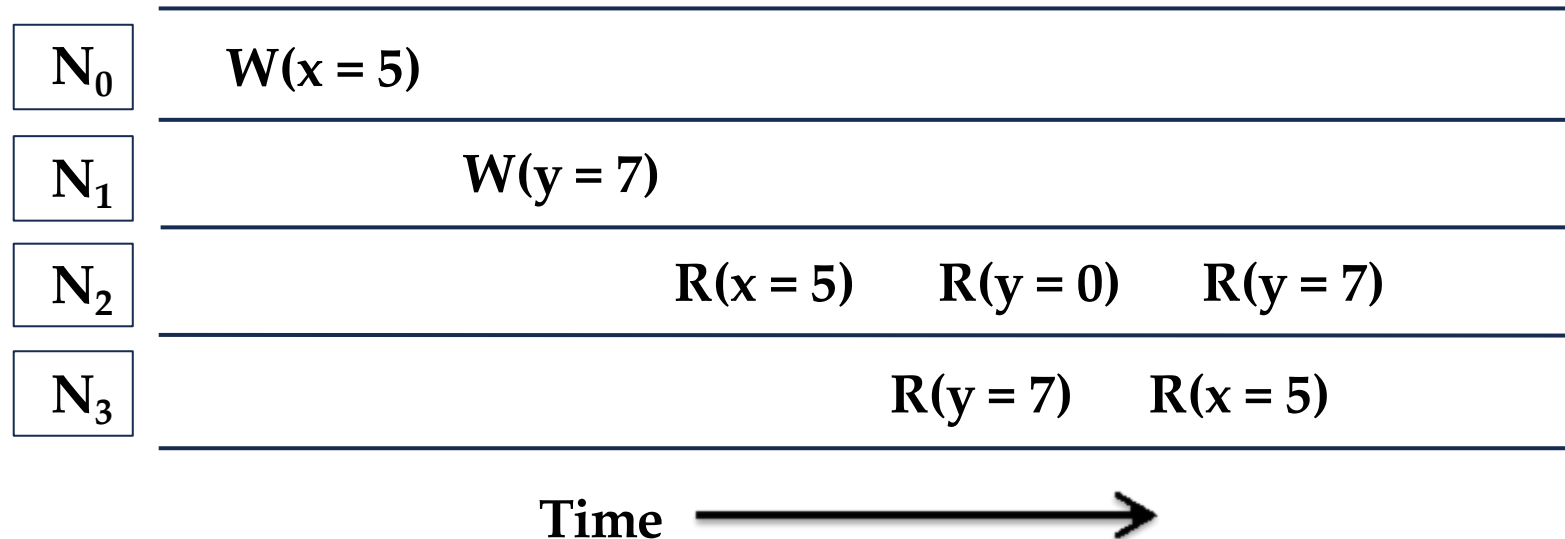 N₀ W(x = 5)
N₁ W(y = 7)
N₂ R(x = 5) R(y = 0) R(y = 7)
N₃ R(y = 7) R(x = 5)
Time